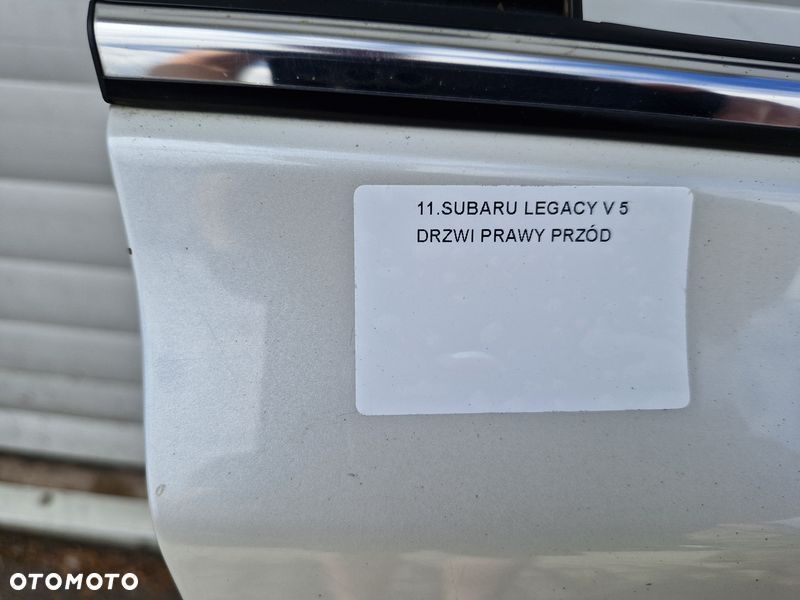 11.SUBARU LEGACY V 5
DRZWI PRAWY PRZÓD
OTOMOTO